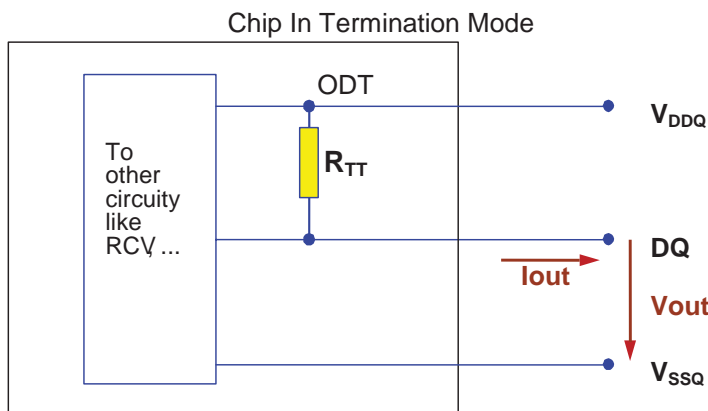 Chip In Termination Mode
ODT
VDDQ
To
other
circuity
like
RCV, ...
RTT
DQ
Iout
Vout
VSSQ